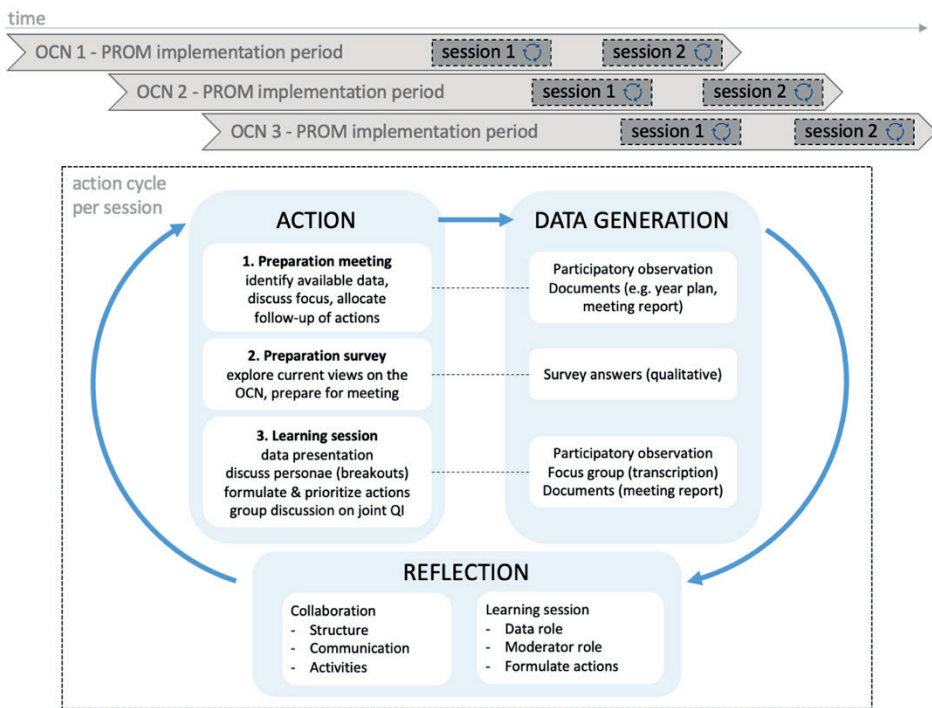 time
OCN 1 - PROM implementation period session 1 session 2
OCN 2 - PROM implementation period session 1 session 2
OCN 3 - PROM implementation period session 1 session 2
action cycle
per session
ACTION
1. Preparation meeting
identify available data,
discuss focus, allocate
follow-up of actions
2. Preparation survey
explore current views on the
OCN, prepare for meeting
3. Learning session
data presentation
discuss personae (breakouts)
formulate & prioritize actions
group discussion on joint QI
DATA GENERATION
Participatory observation
Documents (e.g. year plan,
meeting report)
Survey answers (qualitative)
Participatory observation
Focus group (transcription)
Documents (meeting report)
REFLECTION
Collaboration
- Structure
- Communication
- Activities
Learning session
- Data role
- Moderator role
- Formulate actions